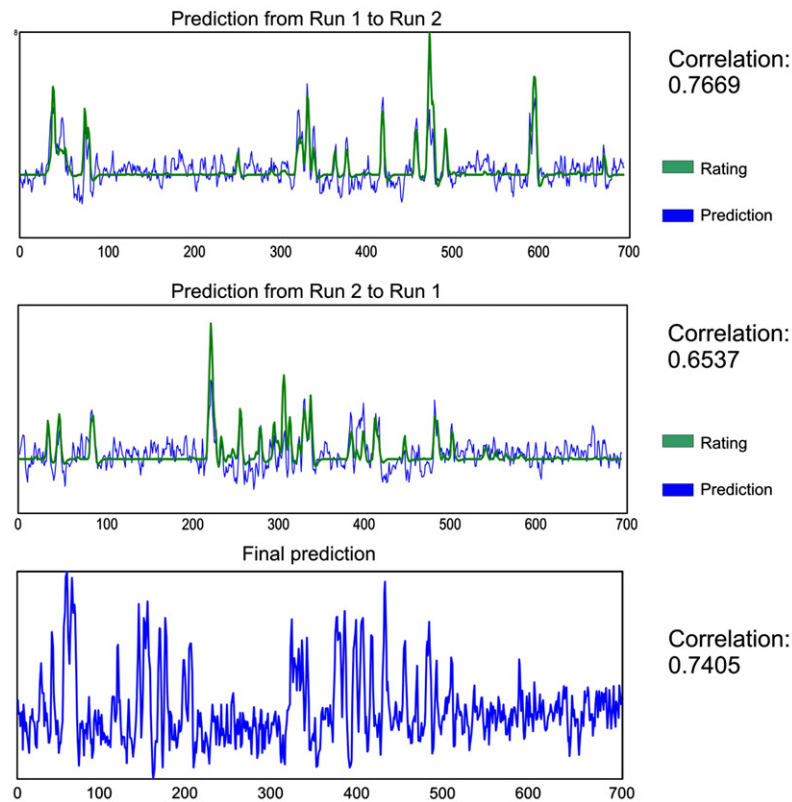 Prediction from Run 1 to Run 2
8
Correlation:
0.7669
Rating
Prediction
0 100 200 300 400 500 600 700
Prediction from Run 2 to Run 1
Correlation:
0.6537
Rating
Prediction
0 100 200 300 400 500 600 700
Final prediction
Correlation:
0.7405
0 100 200 300 400 500 600 700